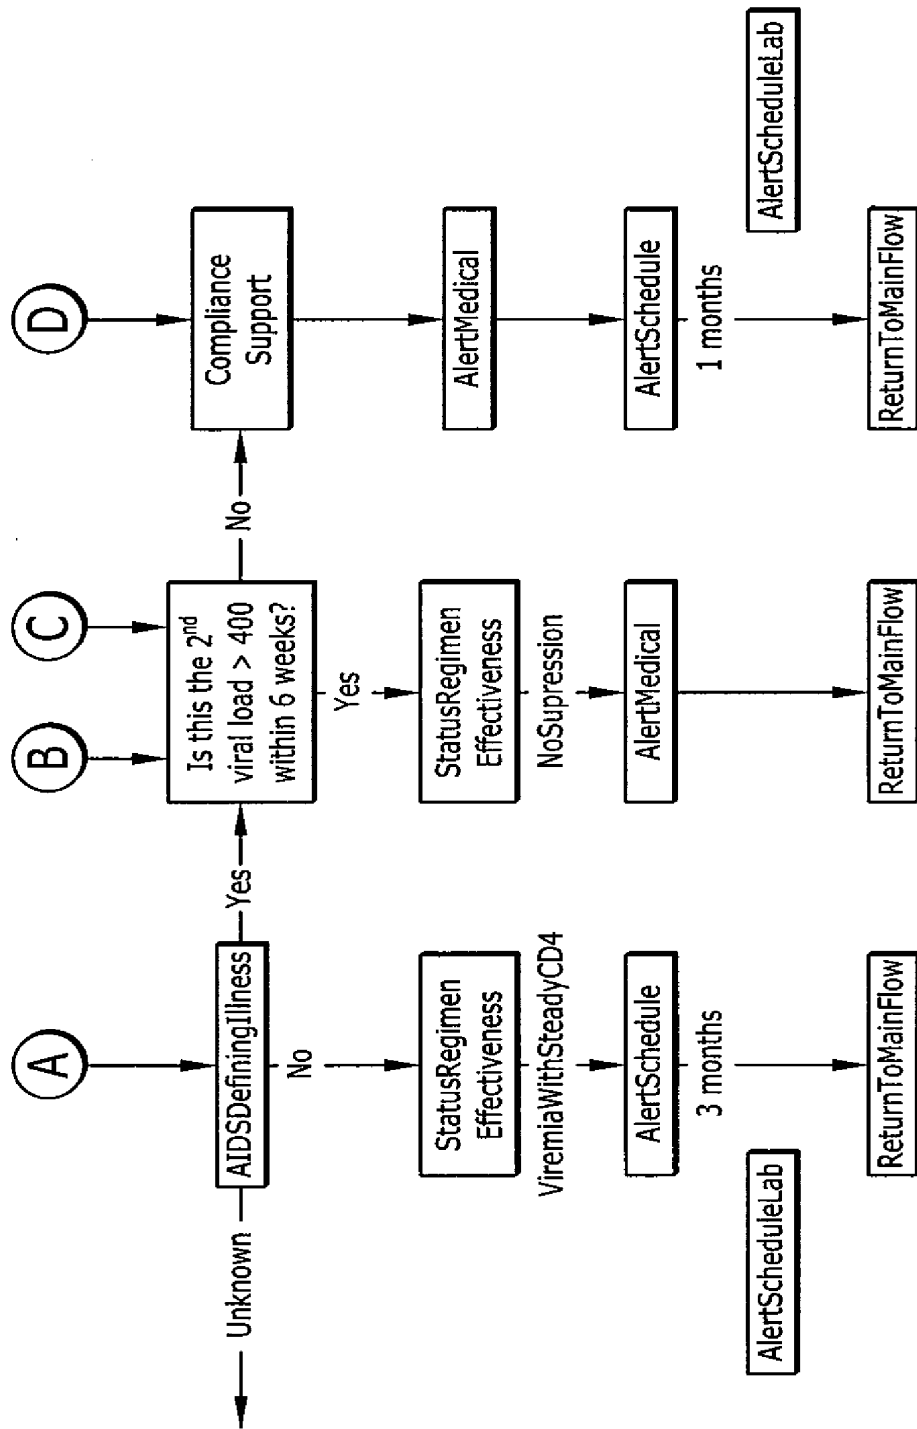 A
B
C
D
Unknown
AIDSDefiningIllness
Yes
Is this the 2nd
viral load > 400
within 6 weeks?
No
Compliance
Support
No
Yes
StatusRegimen
Effectiveness
ViremiaWithSteadyCD4
StatusRegimen
Effectiveness
NoSupression
AlertMedical
AlertSchedule
3 months
AlertMedical
AlertSchedule
1 months
AlertScheduleLab
AlertScheduleLab
ReturnToMainFlow
ReturnToMainFlow
ReturnToMainFlow